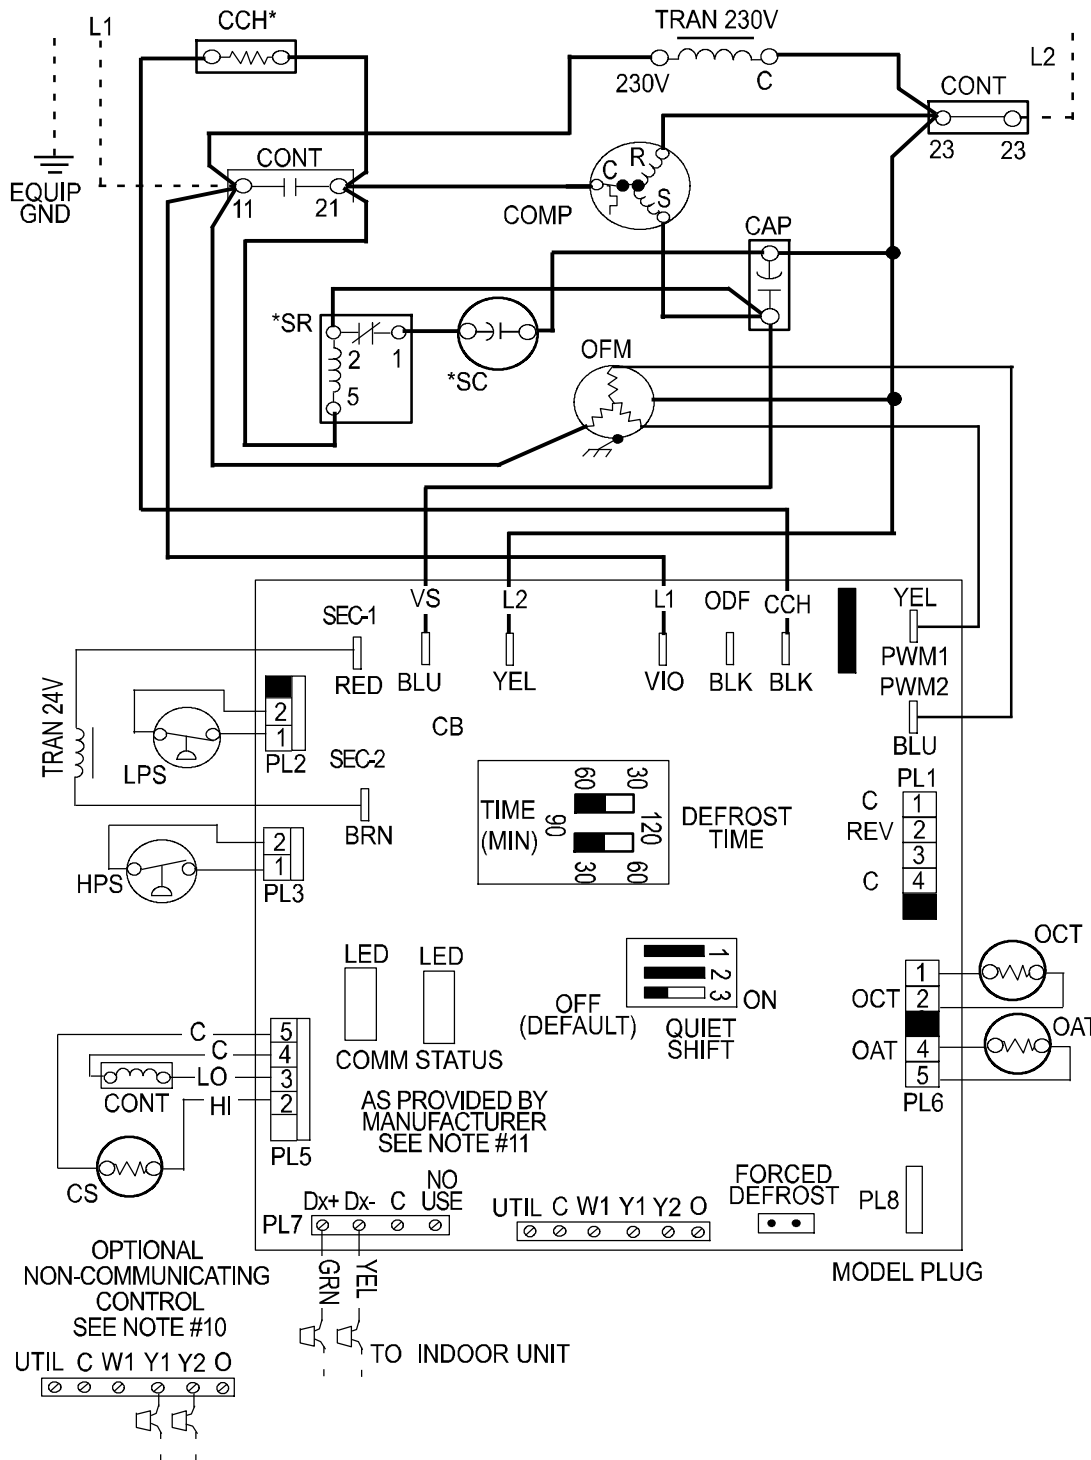 L1
CCH*
TRAN 230V
L2
230V
C
CONT
23
23
EQUIP
GND
CONT
11
21
COMP
C
R
S
CAP
*SR
2
1
5
*SC
OFM
VS
L2
L1
ODF
CCH
YEL
SEC-1
RED
BLU
YEL
VIO
BLK
BLK
PWM1
PWM2
BLU
CB
TRAN 24V
LPS
2
1
PL2
SEC-2
BRN
HPS
2
1
PL3
TIME
(MIN)
60
30
90
120
30
60
DEFROST
TIME
PL1
C
1
REV
2
3
C
4
LED
LED
COMM STATUS
OFF
(DEFAULT)
1
2
3
ON
QUIET
SHIFT
OCT
1
OCT
2
OAT
OAT
4
5
PL6
C
5
C
4
LO
3
HI
2
CONT
PL5
CS
AS PROVIDED BY
MANUFACTURER
SEE NOTE #11
PL7
Dx+
Dx-
C
NO
USE
UTIL C W1 Y1 Y2 O
FORCED
DEFROST
PL8
MODEL PLUG
GRN
YEL
TO INDOOR UNIT
OPTIONAL
NON-COMMUNICATING
CONTROL
SEE NOTE #10
UTIL C W1 Y1 Y2 O